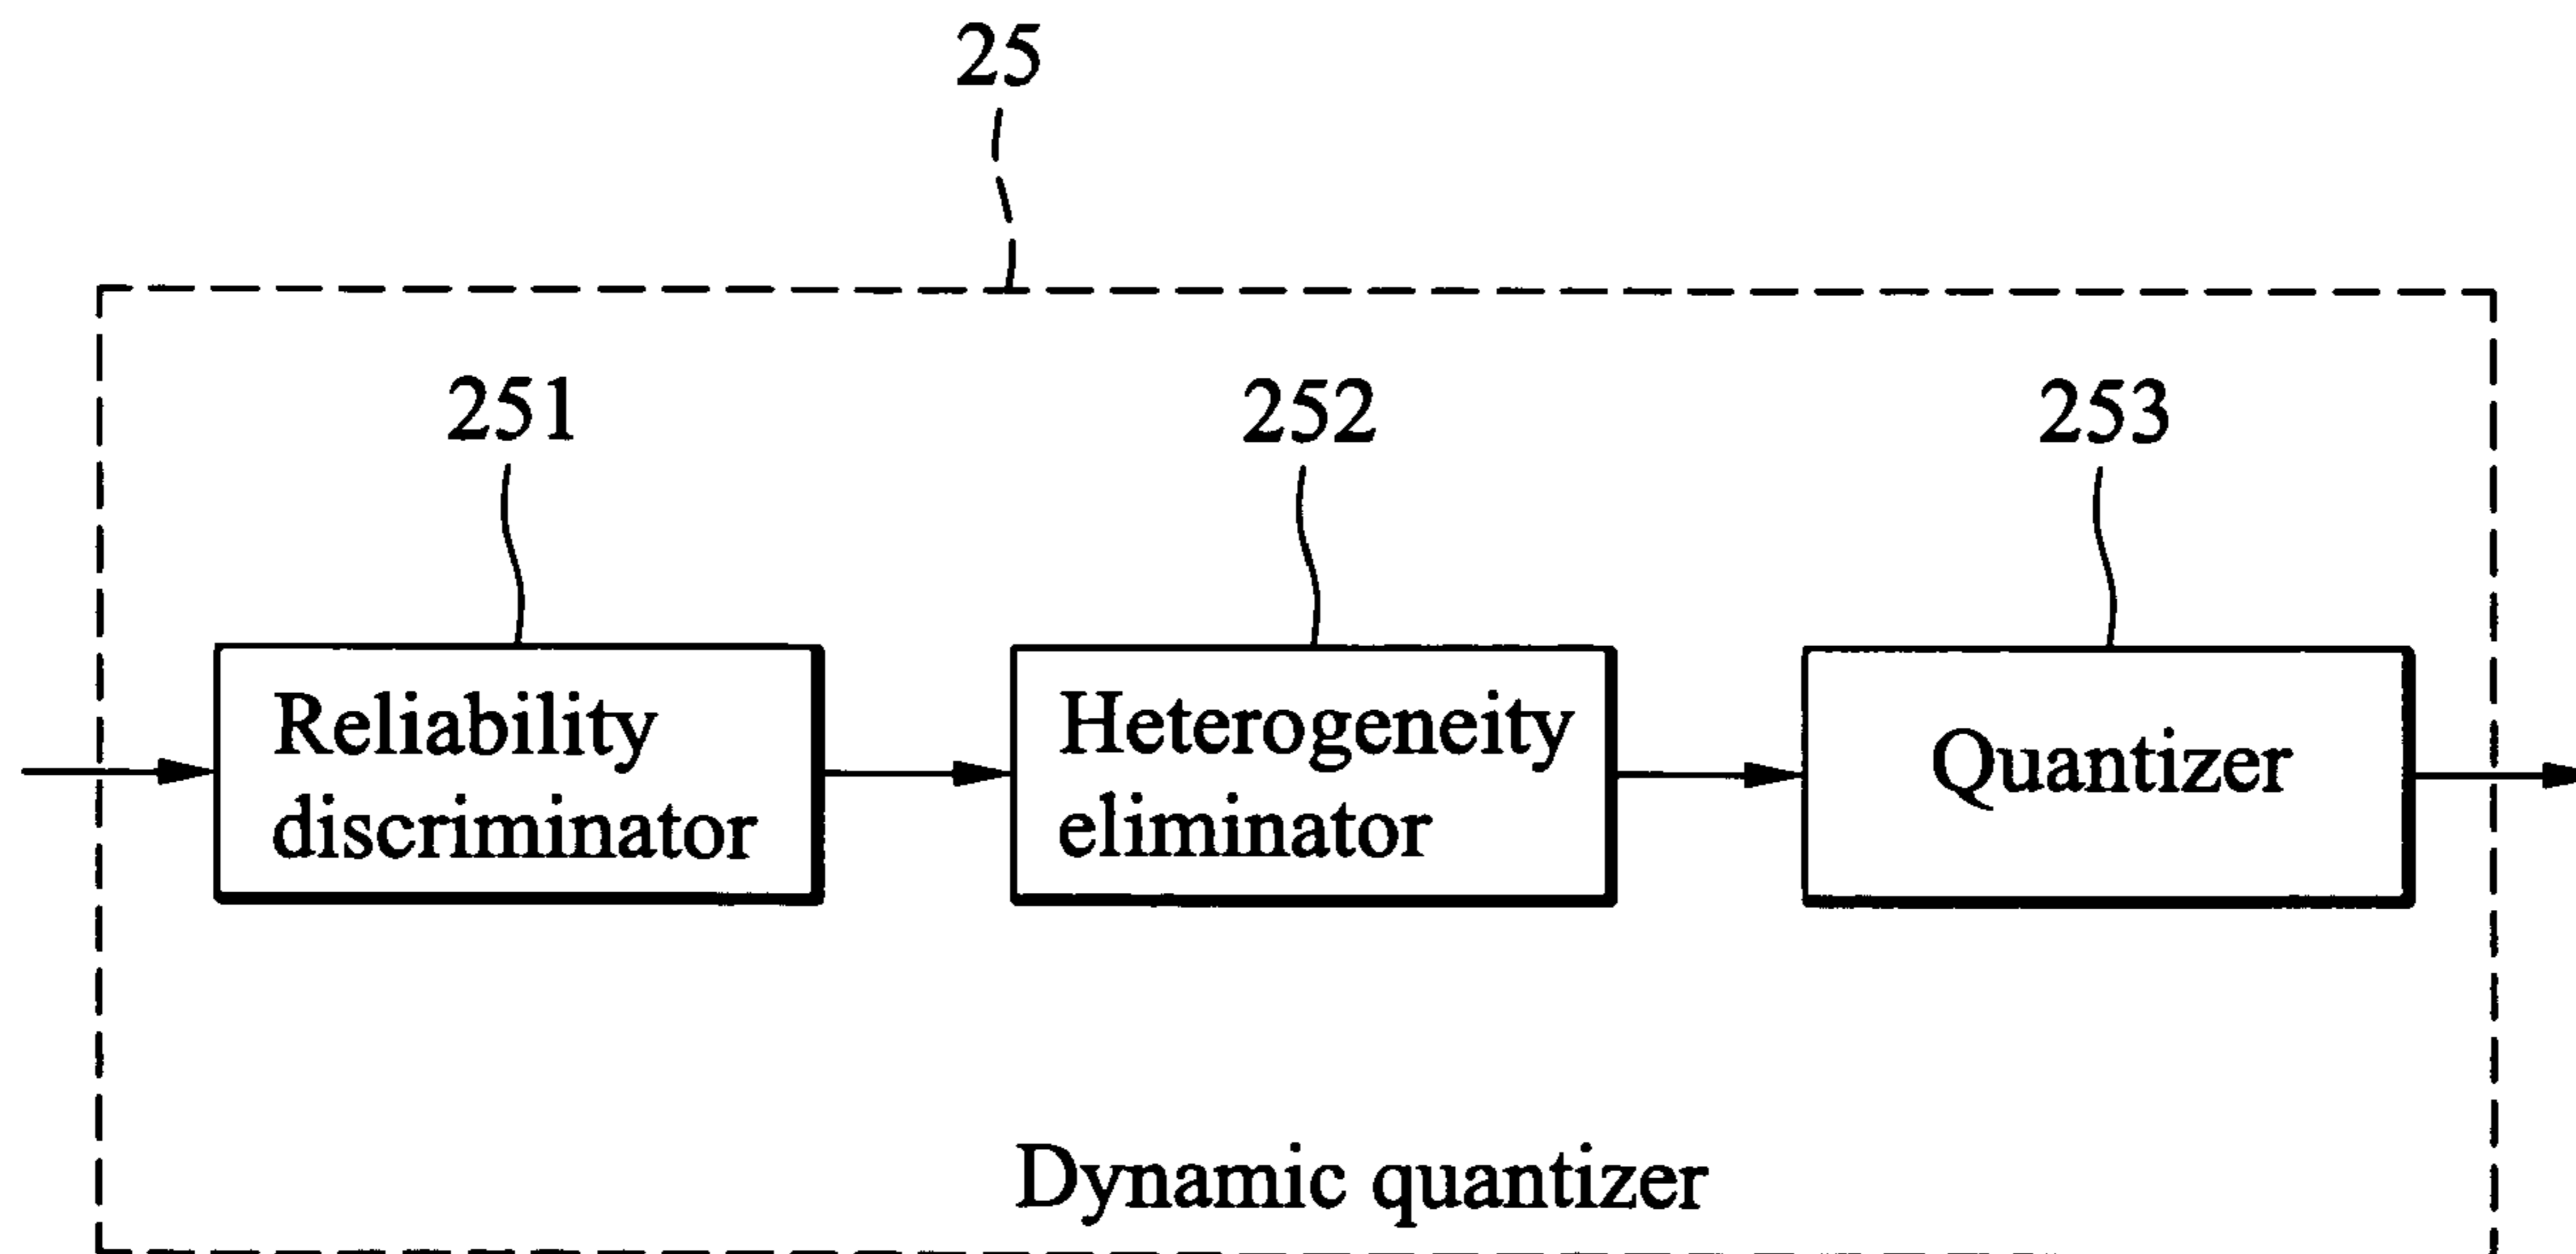 25
251
252
253
Reliability
discriminator
Heterogeneity
eliminator
Quantizer
Dynamic quantizer